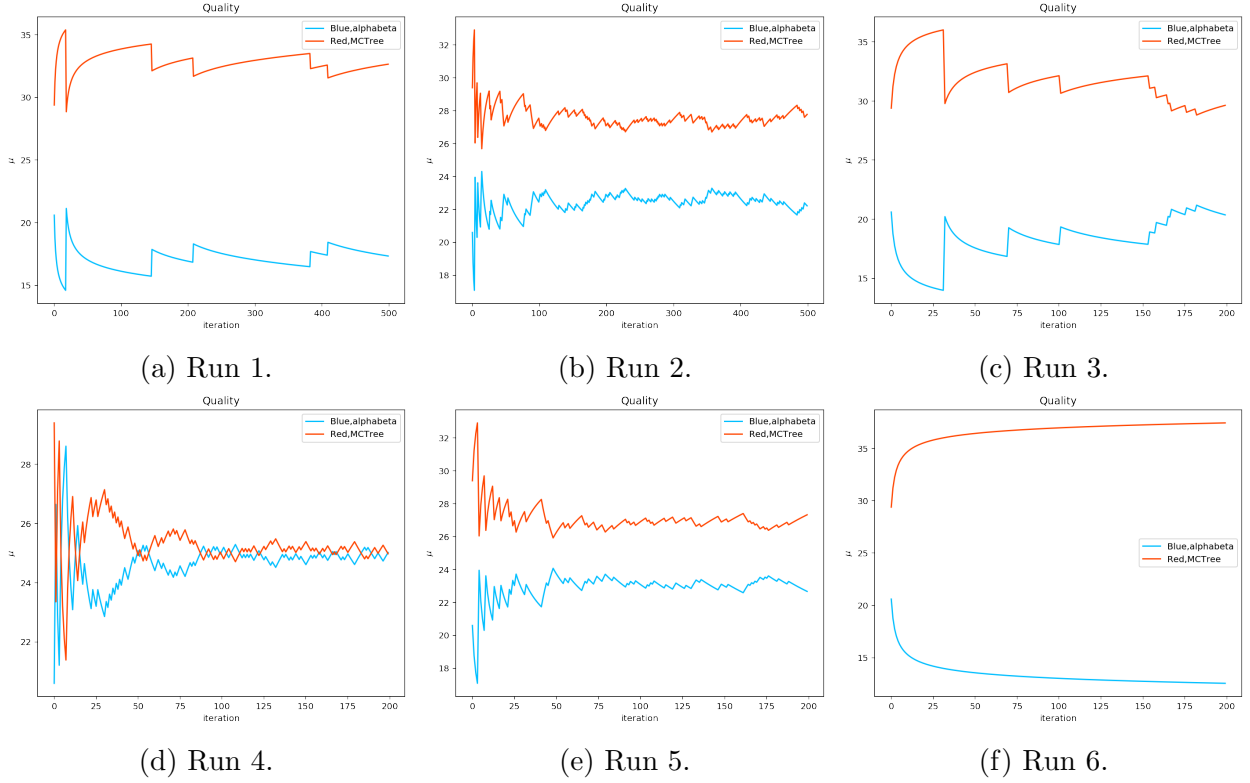 Quality
Blue,alphabeta
Red,MCTree
35
30
25
20
15
μ
0
100
200
300
400
500
iteration
(a) Run 1.
Quality
Blue,alphabeta
Red,MCTree
32
30
28
26
24
22
20
18
μ
0
100
200
300
400
500
iteration
(b) Run 2.
Quality
Blue,alphabeta
Red,MCTree
35
30
25
20
15
μ
0
25
50
75
100
125
150
175
200
iteration
(c) Run 3.
Quality
Blue,alphabeta
Red,MCTree
28
26
24
22
μ
0
25
50
75
100
125
150
175
200
iteration
(d) Run 4.
Quality
Blue,alphabeta
Red,MCTree
32
30
28
26
24
22
20
18
μ
0
25
50
75
100
125
150
175
200
iteration
(e) Run 5.
Quality
Blue,alphabeta
Red,MCTree
35
30
25
20
15
μ
0
25
50
75
100
125
150
175
200
iteration
(f) Run 6.